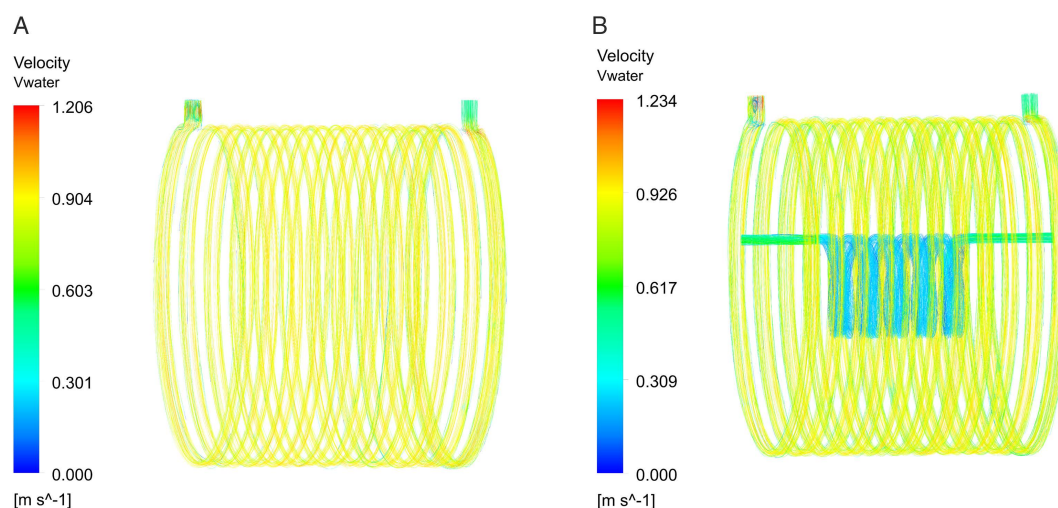 A
Velocity
Vwater
1.206
0.904
0.603
0.301
0.000
[m s^-1]
B
Velocity
Vwater
1.234
0.926
0.617
0.309
0.000
[m s^-1]